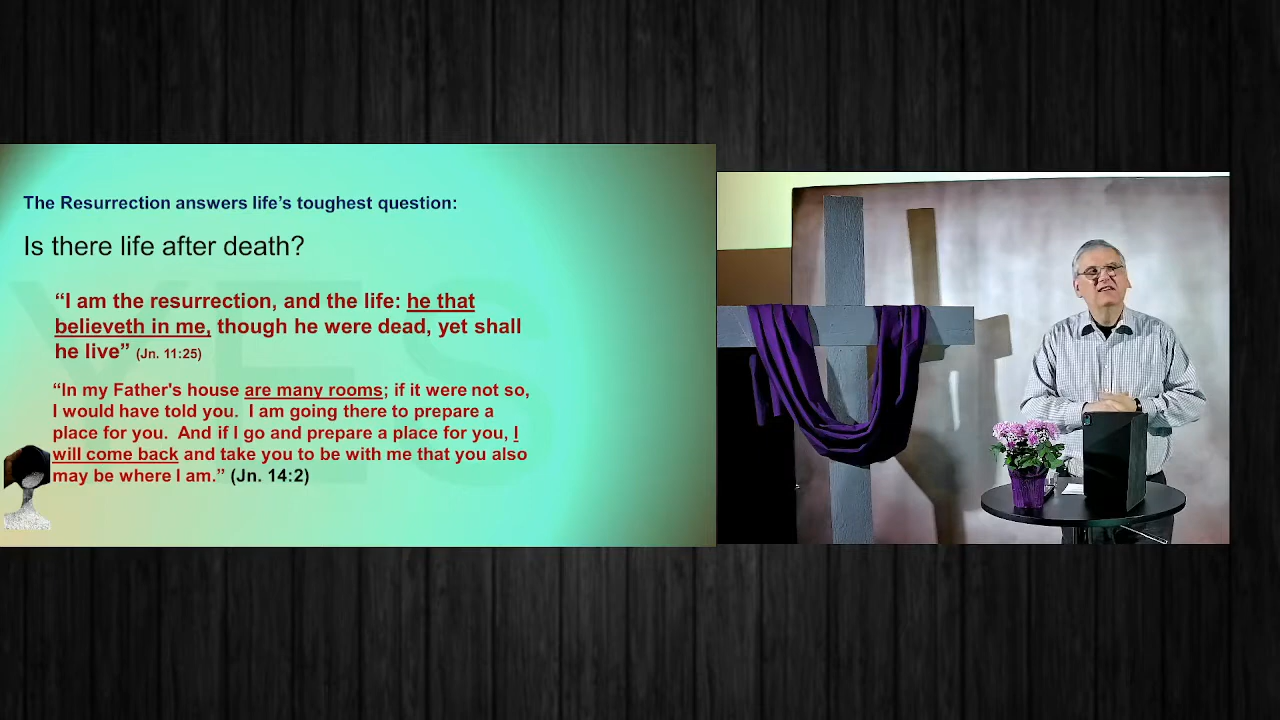 The Resurrection answers life’s toughest question:
Is there life after death?
“I am the resurrection, and the life: he that
believeth in me, though he were dead, yet shall
he live” (Jn. 11:25)
“In my Father's house are many rooms; if it were not so,
I would have told you.  I am going there to prepare a
place for you.  And if I go and prepare a place for you, I
will come back and take you to be with me that you also
may be where I am.” (Jn. 14:2)
YES